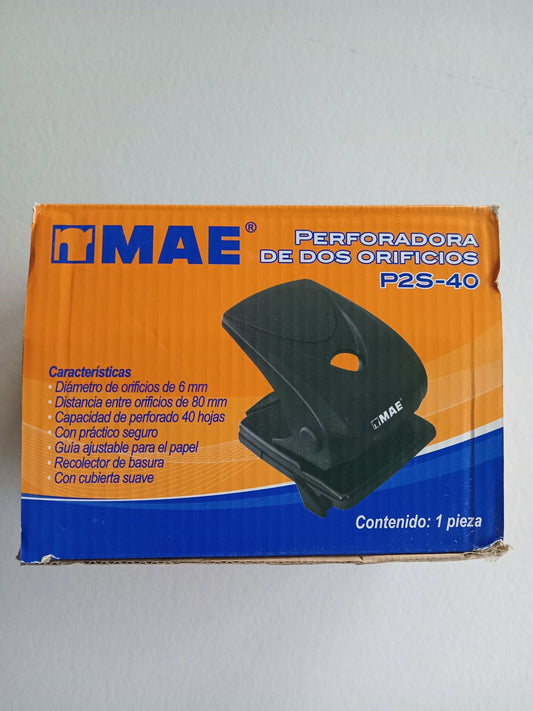 MAE®
PERFORADORA
DE DOS ORIFICIOS
P2S-40
Características
· Diámetro de orificios de 6 mm
· Distancia entre orificios de 80 mm
· Capacidad de perforado 40 hojas
· Con práctico seguro
· Guía ajustable para el papel
· Recolector de basura
· Con cubierta suave
MAE
Contenido: 1 pieza